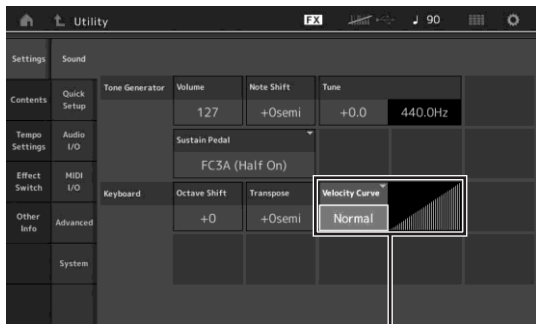 Utility
FX
♩ 90
Settings
Sound
Tone Generator
Volume
Note Shift
Tune
127
+0semi
+0.0
440.0Hz
Contents
Quick
Setup
Sustain Pedal
FC3A (Half On)
Tempo
Settings
Audio
I/O
Effect
Switch
MIDI
I/O
Keyboard
Octave Shift
Transpose
Velocity Curve
+0
+0semi
Normal
Other
Info
Advanced
System